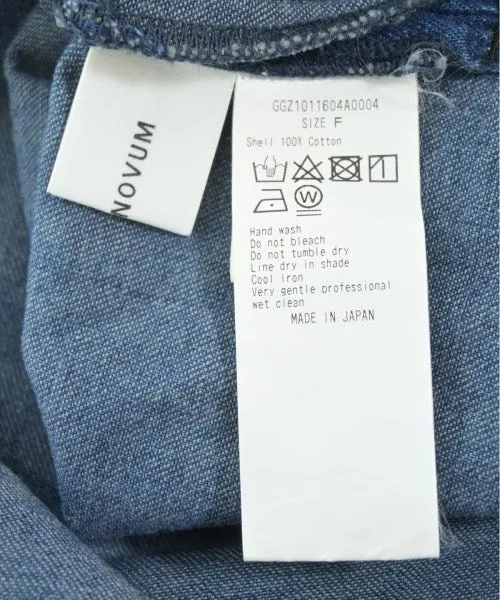 NOVUM
GGZ1011604A0004
SIZE F
Shell 100% Cotton
W
Hand wash
Do not bleach
Do not tumble dry
Line dry in shade
Cool iron
Very gentle professional
wet clean
MADE IN JAPAN